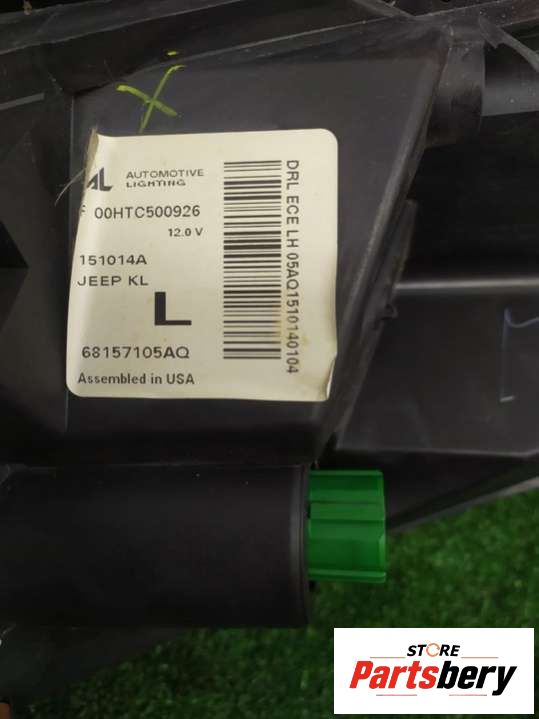 AL AUTOMOTIVE
LIGHTING
F 00HTC500926
12.0 V
151014A
JEEP KL
L
68157105AQ
Assembled in USA
DRL ECE LH 05AQ1510140104
STORE
Partsbery